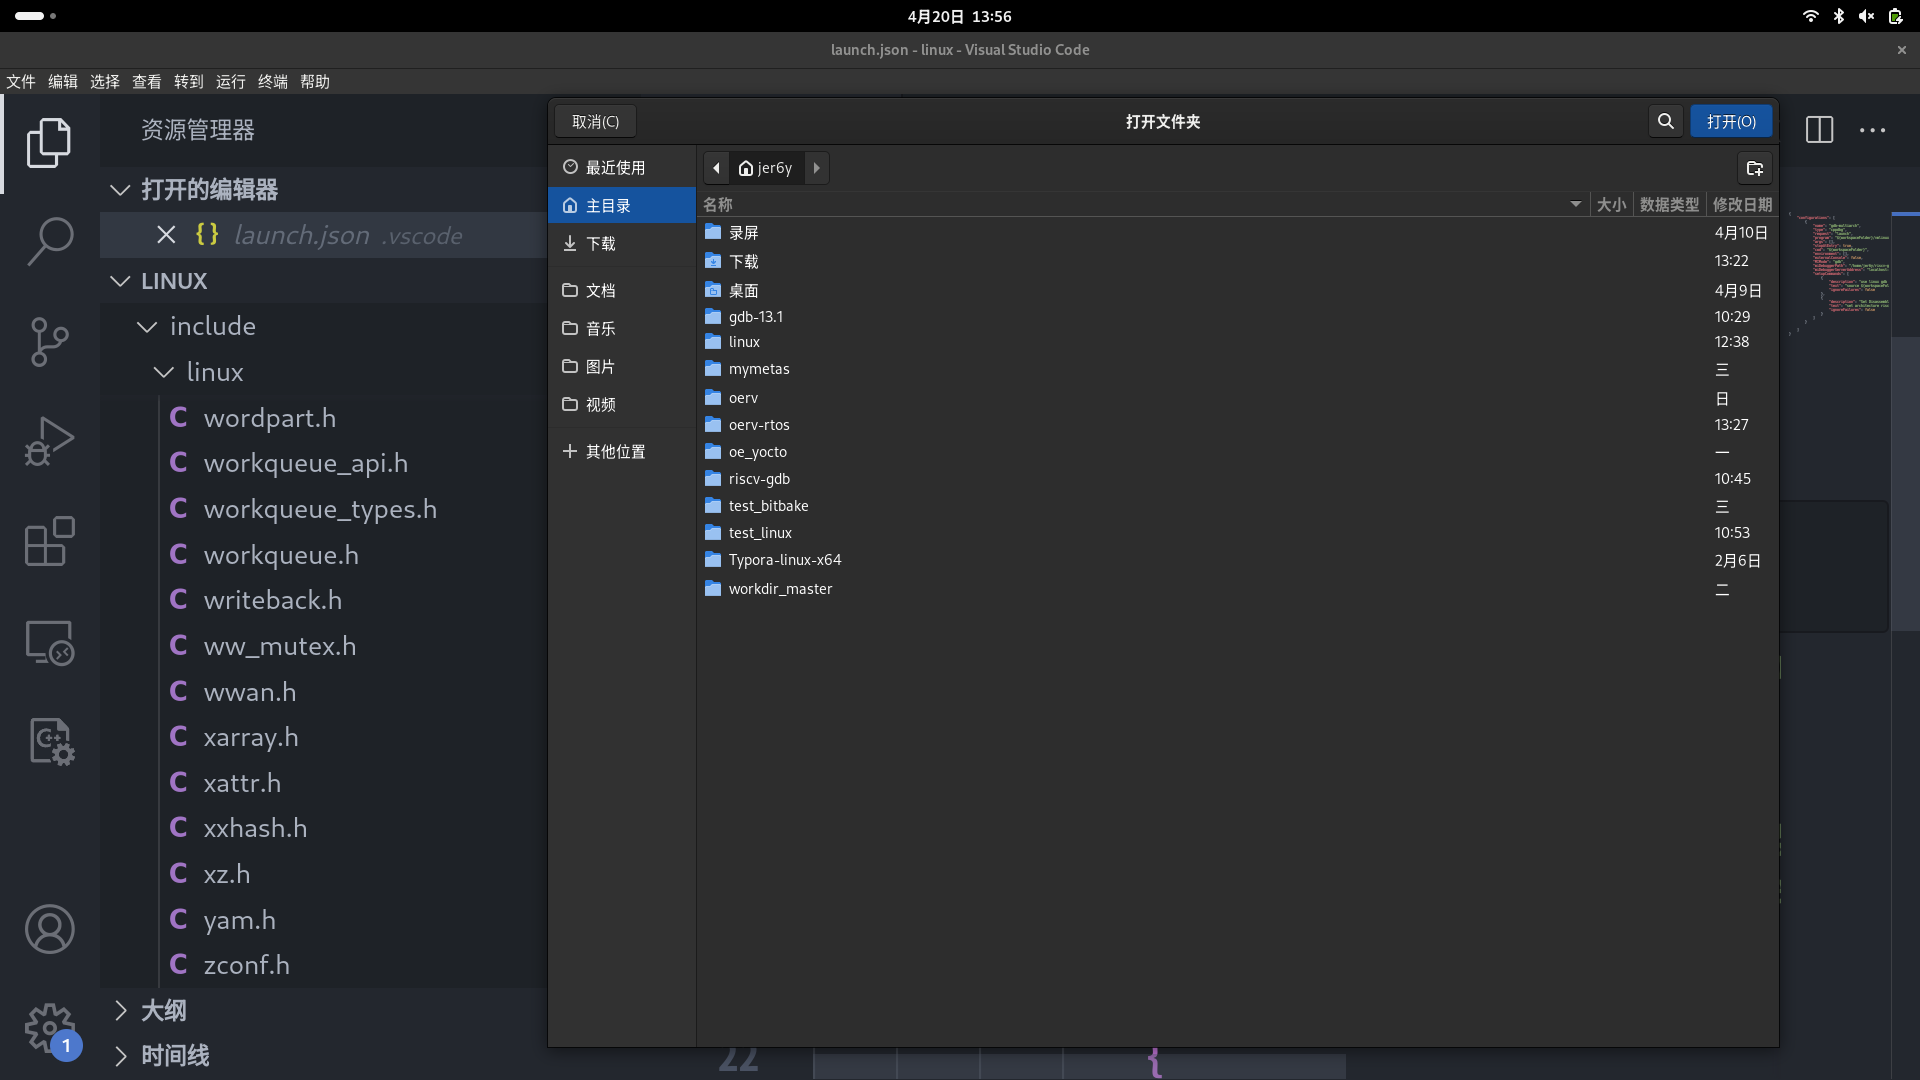 4月20日 13:56
launch.json - linux - Visual Studio Code
文件 编辑 选择 查看 转到 运行 终端 帮助
资源管理器
打开的编辑器
{} launch.json .vscode
LINUX
include
linux
C wordpart.h
C workqueue_api.h
C workqueue_types.h
C workqueue.h
C writeback.h
C ww_mutex.h
C wwan.h
C xarray.h
C xattr.h
C xxhash.h
C xz.h
C yam.h
C zconf.h
大纲
时间线
1
取消(C)
打开文件夹
打开(O)
最近使用
主目录
下载
文档
音乐
图片
视频
其他位置
jer6y
名称 大小 数据类型 修改日期
录屏 4月10日
下载 13:22
桌面 4月9日
gdb-13.1 10:29
linux 12:38
mymetas 三
oerv 日
oerv-rtos 13:27
oe_yocto 一
riscv-gdb 10:45
test_bitbake 三
test_linux 10:53
Typora-linux-x64 2月6日
workdir_master 二
22 {